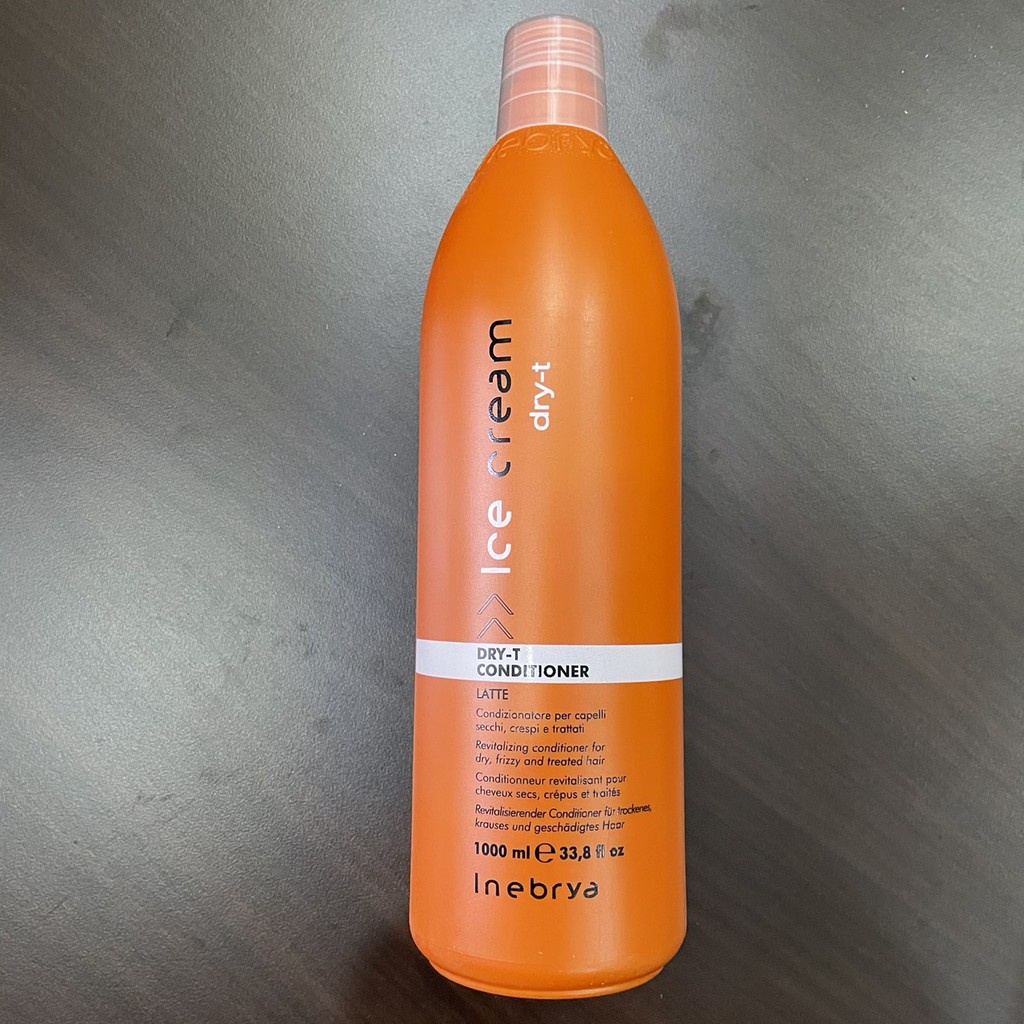 Inebrya
Ice cream
dry-t
DRY-T
CONDITIONER
LATTE
Condizionatore per capelli
secchi, crespi e trattati
Revitalizing conditioner for
dry, frizzy and treated hair
Conditionneur revitalisant pour
cheveux secs, crépus et traités
Revitalisierender Conditioner für trockenes,
krauses und geschädigtes Haar
1000 ml ℮ 33,8 fl oz
Inebrya